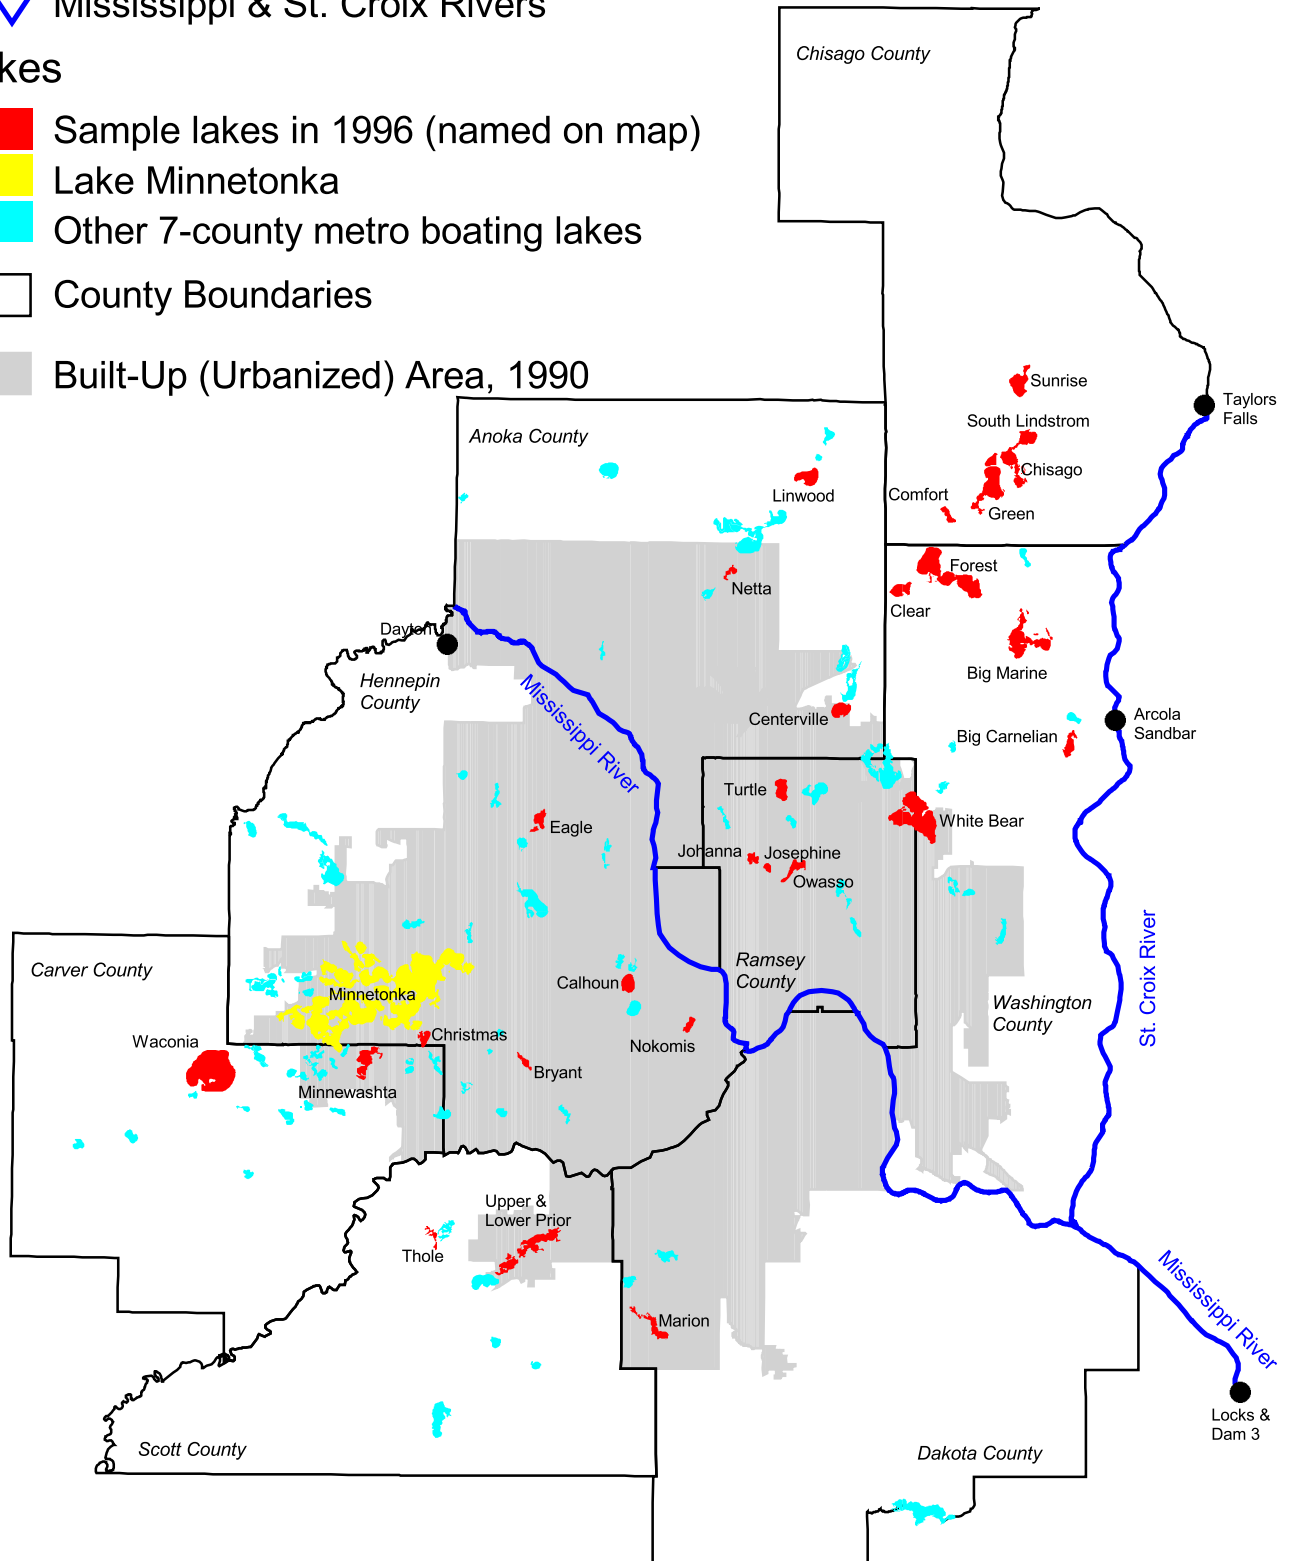 Mississippi & St. Croix Rivers
kes
Sample lakes in 1996 (named on map)
Lake Minnetonka
Other 7-county metro boating lakes
County Boundaries
Built-Up (Urbanized) Area, 1990
Chisago County
Sunrise
Taylors
Falls
South Lindstrom
Chisago
Comfort
Green
Anoka County
Linwood
Netta
Forest
Clear
Big Marine
Dayton
Hennepin
County
Mississippi River
Centerville
Arcola
Sandbar
Big Carnelian
Turtle
White Bear
Eagle
Johanna
Josephine
Owasso
Carver County
Ramsey
County
Minnetonka
Calhoun
Washington
County
St. Croix River
Waconia
Christmas
Nokomis
Bryant
Minnewashta
Upper &
Lower Prior
Thole
Marion
Mississippi River
Locks &
Dam 3
Scott County
Dakota County